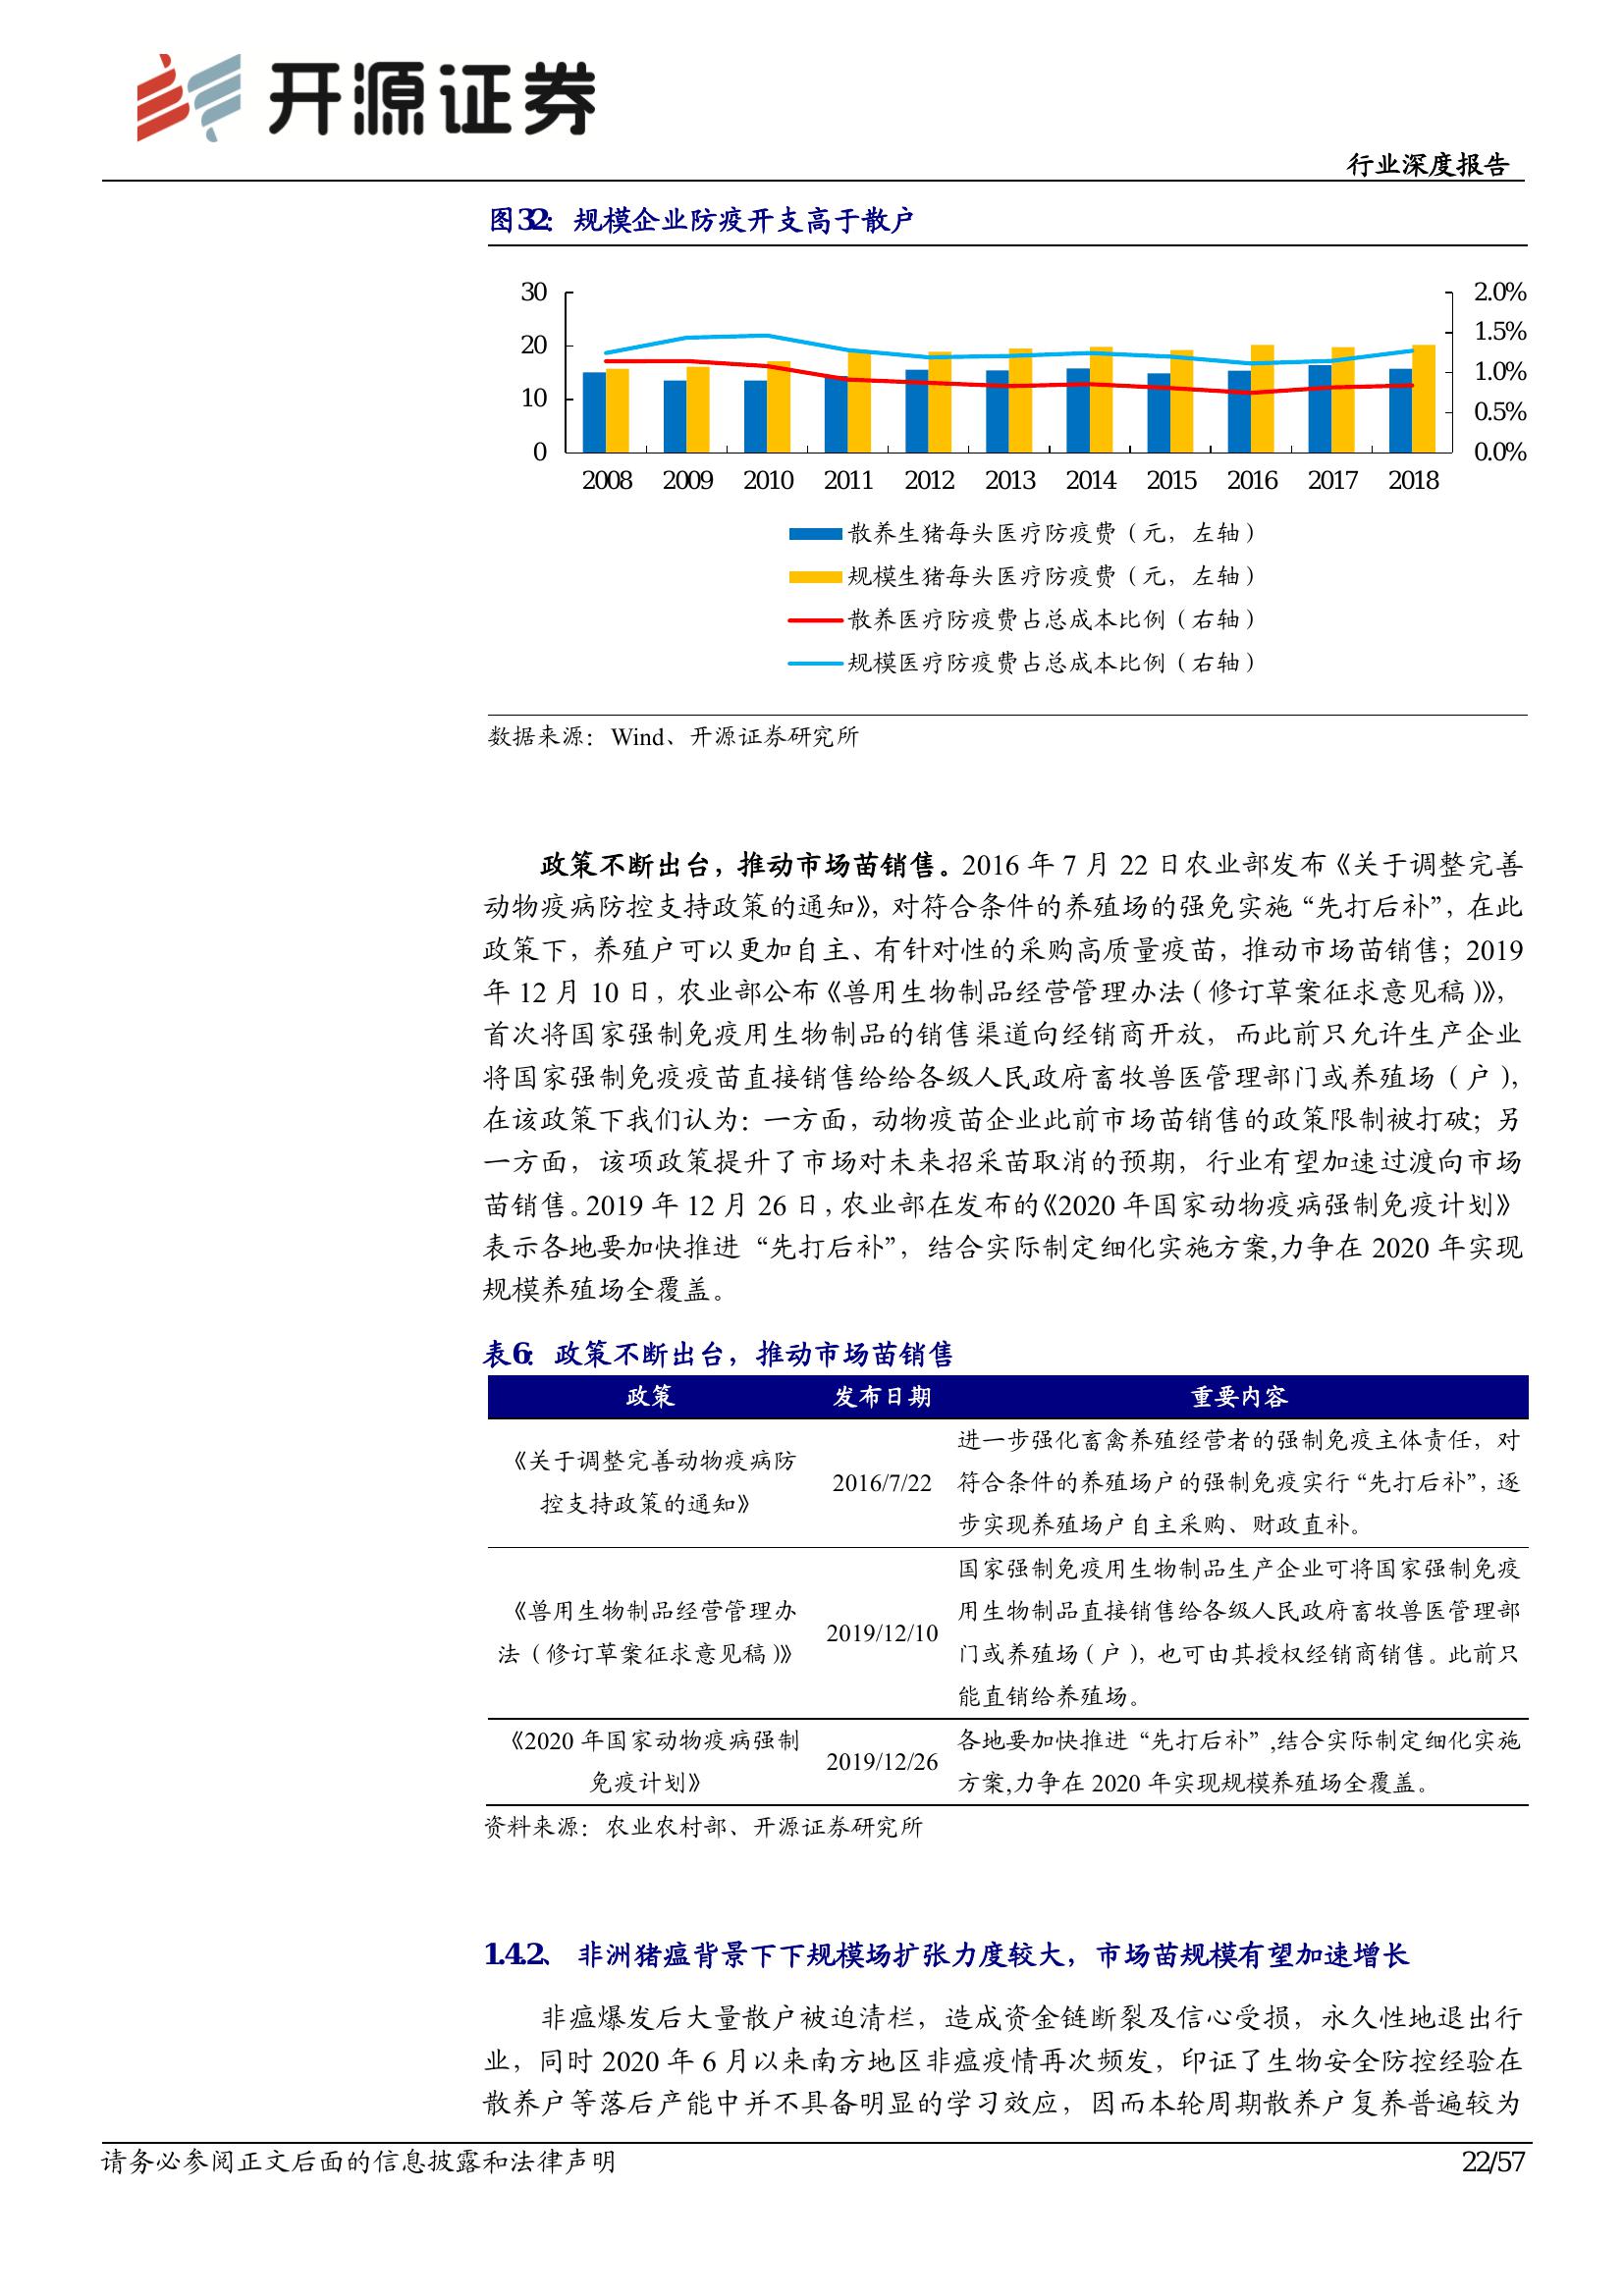 开源证券
行业深度报告
图32：规模企业防疫开支高于散户
30
20
10
0
2.0%
1.5%
1.0%
0.5%
0.0%
2008 2009 2010 2011 2012 2013 2014 2015 2016 2017 2018
散养生猪每头医疗防疫费（元，左轴）
规模生猪每头医疗防疫费（元，左轴）
散养医疗防疫费占总成本比例（右轴）
规模医疗防疫费占总成本比例（右轴）
数据来源：Wind、开源证券研究所
政策不断出台，推动市场苗销售。2016 年 7 月 22 日农业部发布《关于调整完善
动物疫病防控支持政策的通知》，对符合条件的养殖场的强免实施“先打后补”，在此
政策下，养殖户可以更加自主、有针对性的采购高质量疫苗，推动市场苗销售；2019
年 12 月 10 日，农业部公布《兽用生物制品经营管理办法（修订草案征求意见稿）》，
首次将国家强制免疫用生物制品的销售渠道向经销商开放，而此前只允许生产企业
将国家强制免疫疫苗直接销售给给各级人民政府畜牧兽医管理部门或养殖场（户），
在该政策下我们认为：一方面，动物疫苗企业此前市场苗销售的政策限制被打破；另
一方面，该项政策提升了市场对未来招采苗取消的预期，行业有望加速过渡向市场
苗销售。2019 年 12 月 26 日，农业部在发布的《2020 年国家动物疫病强制免疫计划》
表示各地要加快推进“先打后补”，结合实际制定细化实施方案,力争在 2020 年实现
规模养殖场全覆盖。
表6：政策不断出台，推动市场苗销售
政策 发布日期 重要内容
《关于调整完善动物疫病防
控支持政策的通知》
2016/7/22
进一步强化畜禽养殖经营者的强制免疫主体责任，对
符合条件的养殖场户的强制免疫实行“先打后补”，逐
步实现养殖场户自主采购、财政直补。
《兽用生物制品经营管理办
法（修订草案征求意见稿）》
2019/12/10
国家强制免疫用生物制品生产企业可将国家强制免疫
用生物制品直接销售给各级人民政府畜牧兽医管理部
门或养殖场（户），也可由其授权经销商销售。此前只
能直销给养殖场。
《2020 年国家动物疫病强制
免疫计划》
2019/12/26
各地要加快推进“先打后补”,结合实际制定细化实施
方案,力争在 2020 年实现规模养殖场全覆盖。
资料来源：农业农村部、开源证券研究所
1.4.2、 非洲猪瘟背景下下规模场扩张力度较大，市场苗规模有望加速增长
非瘟爆发后大量散户被迫清栏，造成资金链断裂及信心受损，永久性地退出行
业，同时 2020 年 6 月以来南方地区非瘟疫情再次频发，印证了生物安全防控经验在
散养户等落后产能中并不具备明显的学习效应，因而本轮周期散养户复养普遍较为
请务必参阅正文后面的信息披露和法律声明
22/57